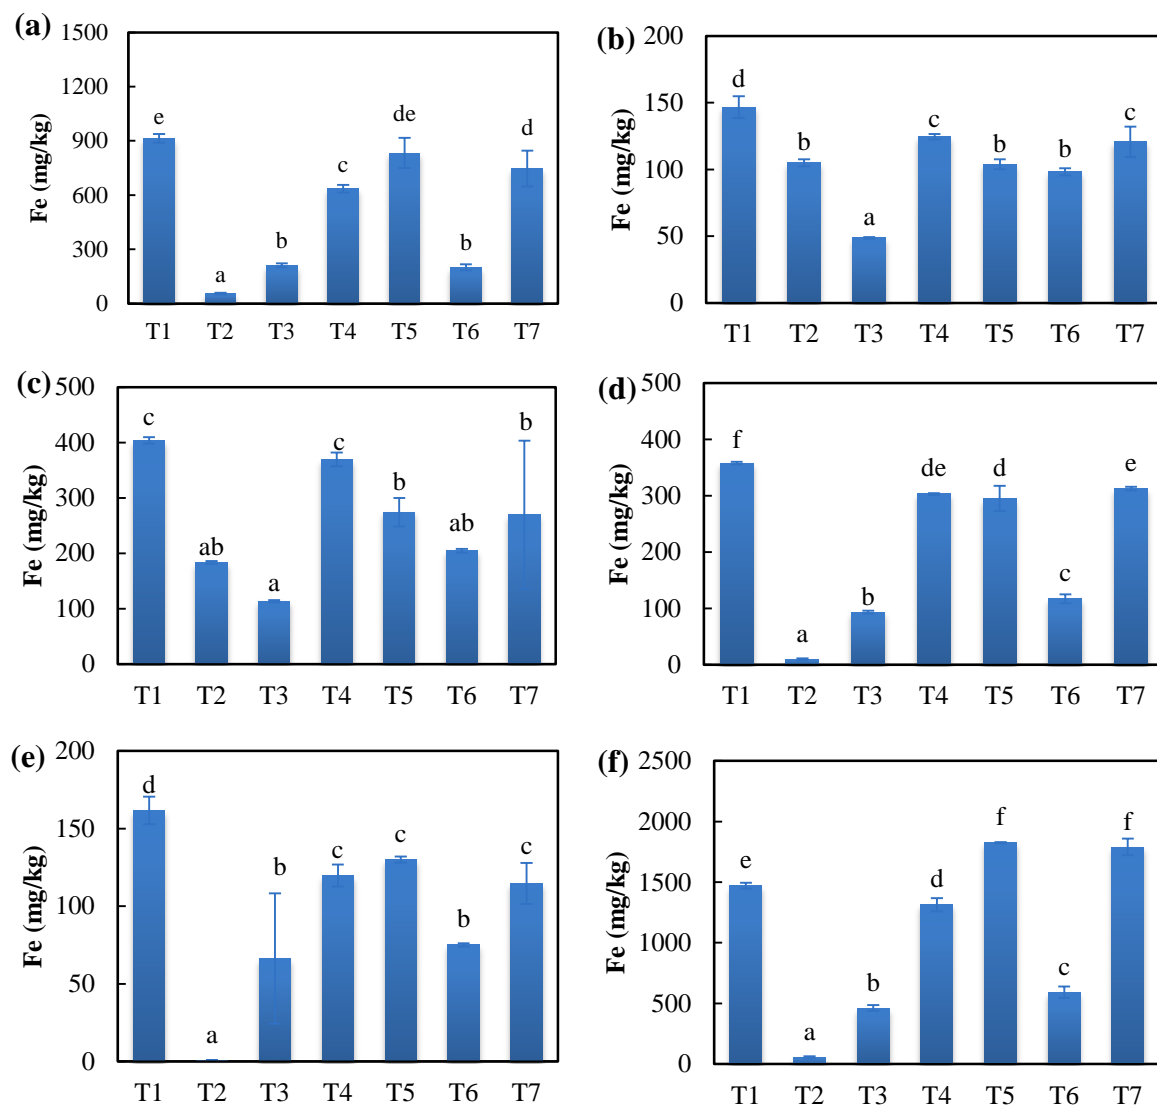 (a)
Fe (mg/kg)
1500
1200
900
600
300
0
e
a
b
c
de
b
d
T1 T2 T3 T4 T5 T6 T7
(b)
Fe (mg/kg)
200
150
100
50
0
d
b
a
c
b
b
c
T1 T2 T3 T4 T5 T6 T7
(c)
Fe (mg/kg)
500
400
300
200
100
0
c
ab
a
c
b
ab
b
T1 T2 T3 T4 T5 T6 T7
(d)
Fe (mg/kg)
500
400
300
200
100
0
f
a
b
de
d
c
e
T1 T2 T3 T4 T5 T6 T7
(e)
Fe (mg/kg)
200
150
100
50
0
d
a
b
c
c
b
c
T1 T2 T3 T4 T5 T6 T7
(f)
Fe (mg/kg)
2500
2000
1500
1000
500
0
e
a
b
d
f
c
f
T1 T2 T3 T4 T5 T6 T7